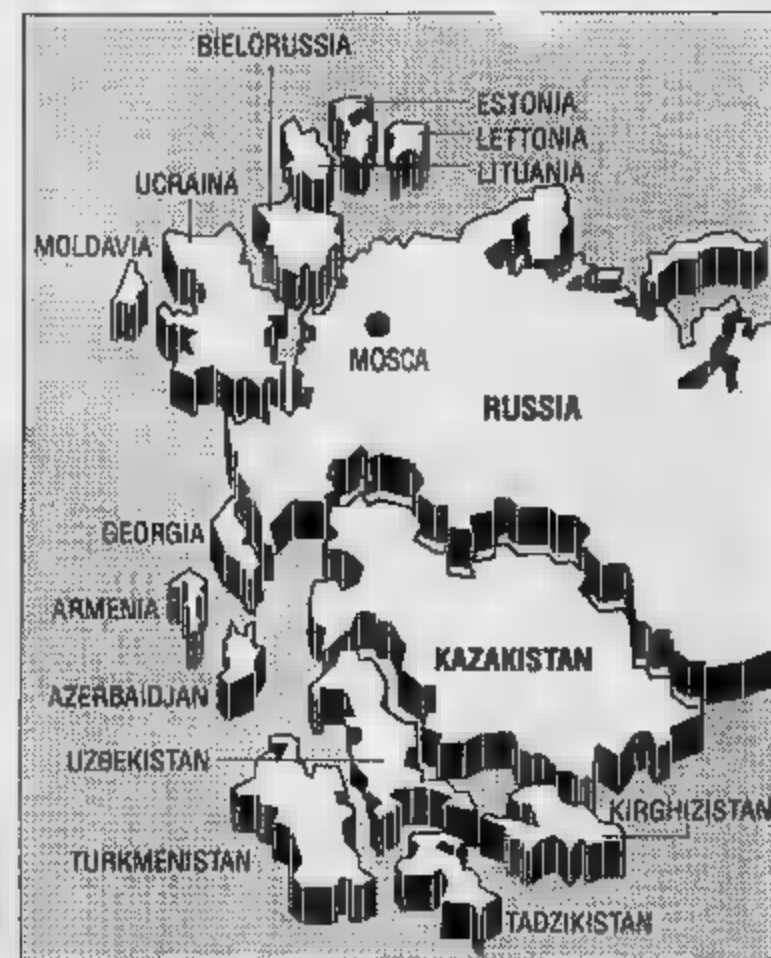 BIELORUSSIA
ESTONIA
LETTONIA
LITUANIA
UCRAINA
MOLDAVIA
MOSCA
RUSSIA
GEORGIA
ARMENIA
KAZAKISTAN
AZERBAIDJAN
UZBEKISTAN
KIRGHIZISTAN
TURKMENISTAN
TADZIKISTAN